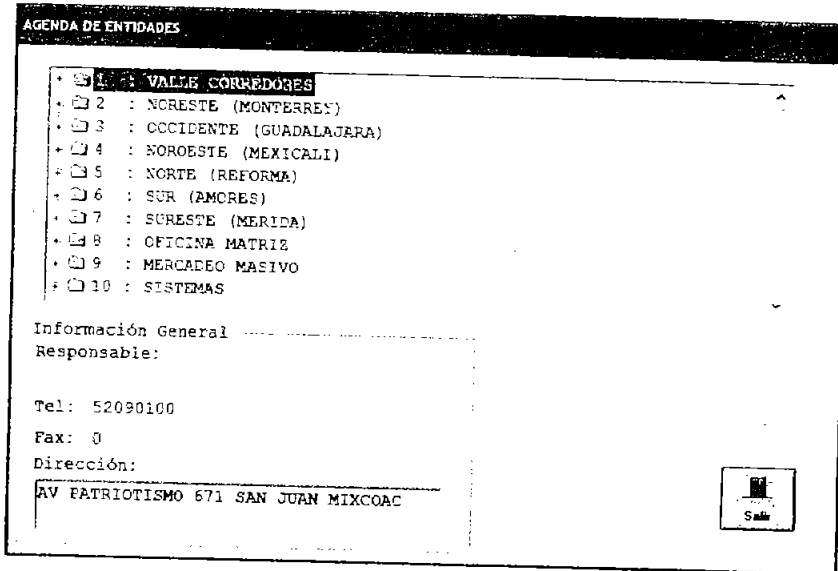 AGENDA DE ENTIDADES
1 : VALLE CORREDORES
2 : NORESTE (MONTERREY)
3 : OCCIDENTE (GUADALAJARA)
4 : NOROESTE (MEXICALI)
5 : NORTE (REFORMA)
6 : SUR (AMORES)
7 : SURESTE (MERIDA)
8 : OFICINA MATRIZ
9 : MERCADEO MASIVO
10 : SISTEMAS
Información General
Responsable:
Tel: 52090100
Fax: 0
Dirección:
AV PATRIOTISMO 671 SAN JUAN MIXCOAC
Salir